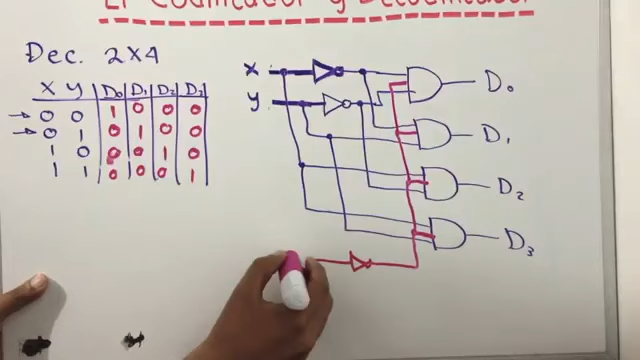 El Codificador y Decodificador
Dec. 2X4
X Y D₀ D₁ D₂ D₃
0 0 1 0 0 0
0 1 0 1 0 0
1 0 0 0 1 0
1 1 0 0 0 1
X
Y
D₀
D₁
D₂
D₃